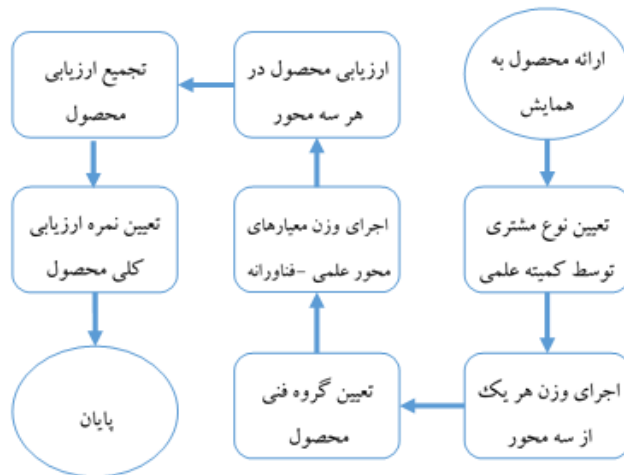 ارائه محصول به
همایش
تعیین نوع مشتری
توسط کمیته علمی
اجرای وزن هر یک
از سه محور
تعیین گروه فنی
محصول
اجرای وزن معیارهای
محور علمی -فناورانه
ارزیابی محصول در
هر سه محور
تجمیع ارزیابی
محصول
تعیین نمره ارزیابی
کلی محصول
پایان